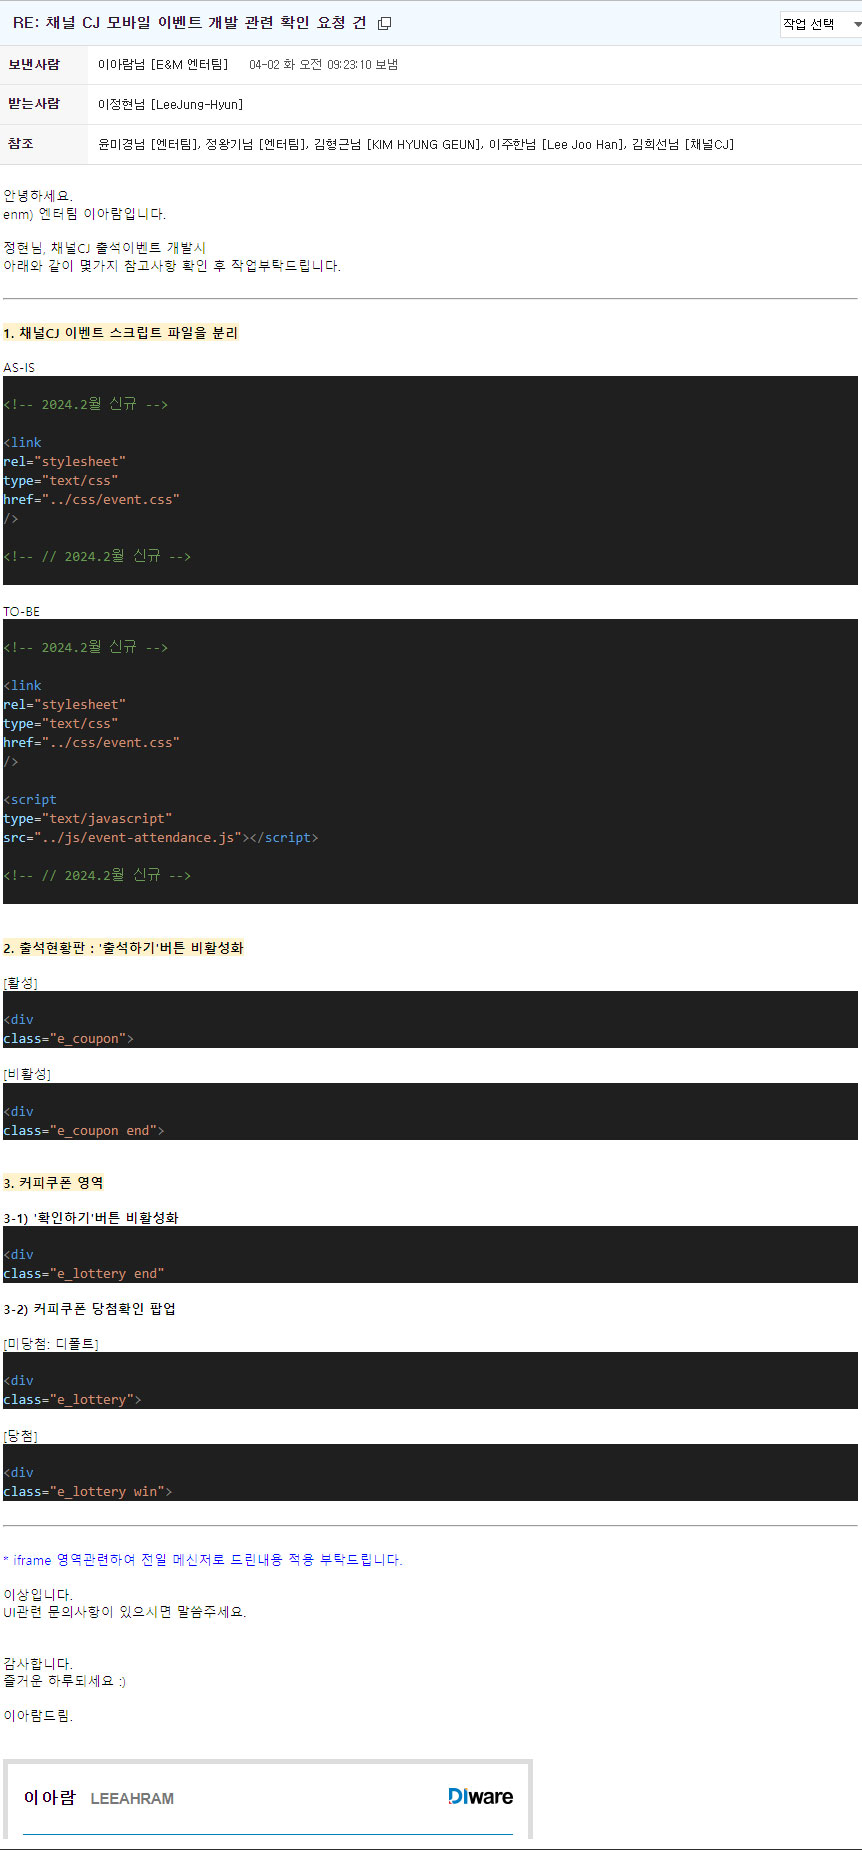 RE: 채널 CJ 모바일 이벤트 개발 관련 확인 요청 건
작업 선택
보낸사람 이아람님 [E&M 엔터팀] 04-02 화 오전 09:23:10 보냄
받는사람 이정현님 [LeeJung-Hyun]
참조 윤미경님 [엔터팀], 정왕기님 [엔터팀], 김형근님 [KIM HYUNG GEUN], 이주한님 [Lee Joo Han], 김희선님 [채널CJ]
안녕하세요.
enm) 엔터팀 이아람입니다.
정현님, 채널CJ 출석이벤트 개발시
아래와 같이 몇가지 참고사항 확인 후 작업부탁드립니다.
1. 채널CJ 이벤트 스크립트 파일을 분리
AS-IS
<!-- 2024.2월 신규 -->
<link
rel="stylesheet"
type="text/css"
href="../css/event.css"
/>
<!-- // 2024.2월 신규 -->
TO-BE
<!-- 2024.2월 신규 -->
<link
rel="stylesheet"
type="text/css"
href="../css/event.css"
/>
<script
type="text/javascript"
src="../js/event-attendance.js"></script>
<!-- // 2024.2월 신규 -->
2. 출석현황판 : '출석하기'버튼 비활성화
[활성]
<div
class="e_coupon">
[비활성]
<div
class="e_coupon end">
3. 커피쿠폰 영역
3-1) '확인하기'버튼 비활성화
<div
class="e_lottery end"
3-2) 커피쿠폰 당첨확인 팝업
[미당첨: 디폴트]
<div
class="e_lottery">
[당첨]
<div
class="e_lottery win">
* iframe 영역관련하여 전일 메신저로 드린내용 적용 부탁드립니다.
이상입니다.
UI관련 문의사항이 있으시면 말씀주세요.
감사합니다.
즐거운 하루되세요 :)
이아람드림.
이아람 LEEAHRAM DIware